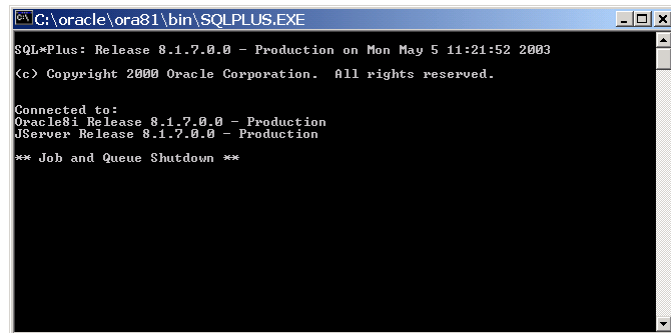 C:\oracle\ora81\bin\SQLPLUS.EXE
SQL*Plus: Release 8.1.7.0.0 - Production on Mon May 5 11:21:52 2003
(c) Copyright 2000 Oracle Corporation.  All rights reserved.
Connected to:
Oracle8i Release 8.1.7.0.0 - Production
JServer Release 8.1.7.0.0 - Production
** Job and Queue Shutdown **